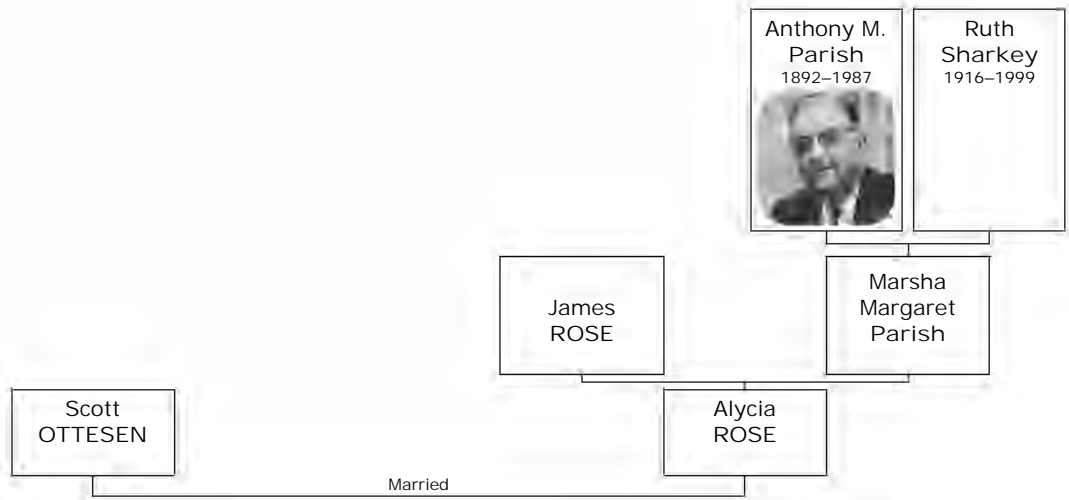 Anthony M.
Parish
1892–1987
Ruth
Sharkey
1916–1999
James
ROSE
Marsha
Margaret
Parish
Scott
OTTESEN
Alycia
ROSE
Married